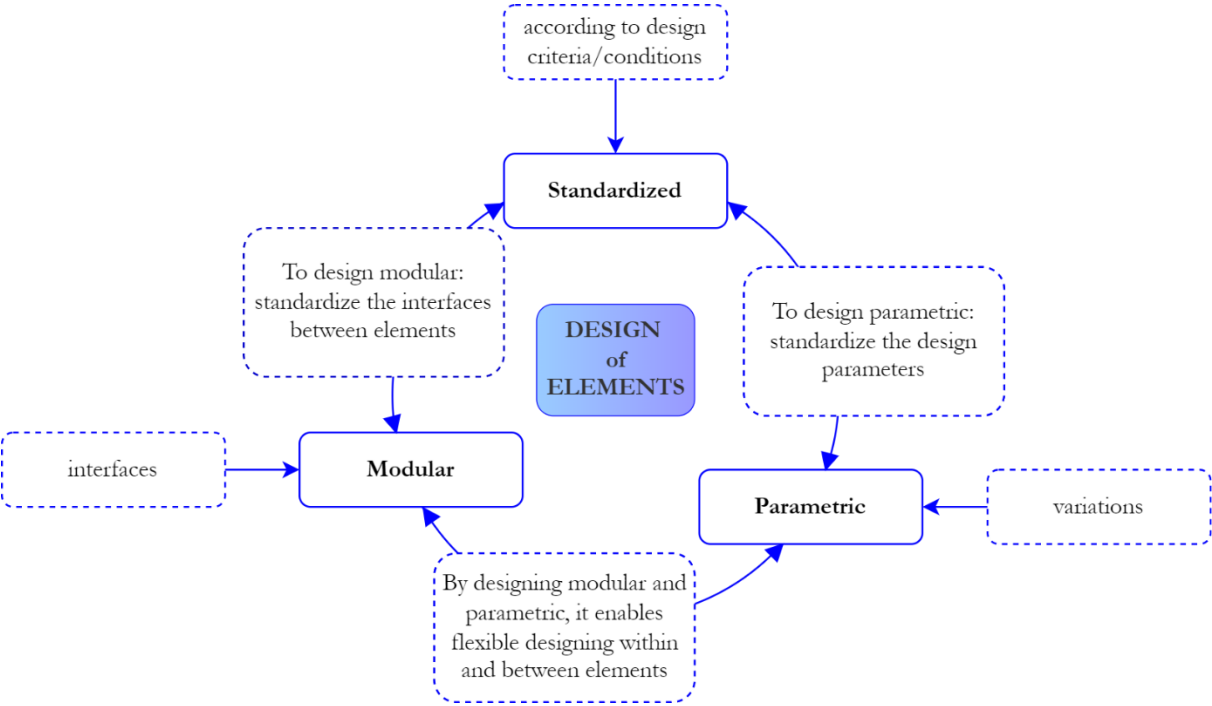 according to design
criteria/conditions
Standardized
To design modular:
standardize the interfaces
between elements
DESIGN
of
ELEMENTS
To design parametric:
standardize the design
parameters
interfaces
Modular
Parametric
variations
By designing modular and
parametric, it enables
flexible designing within
and between elements